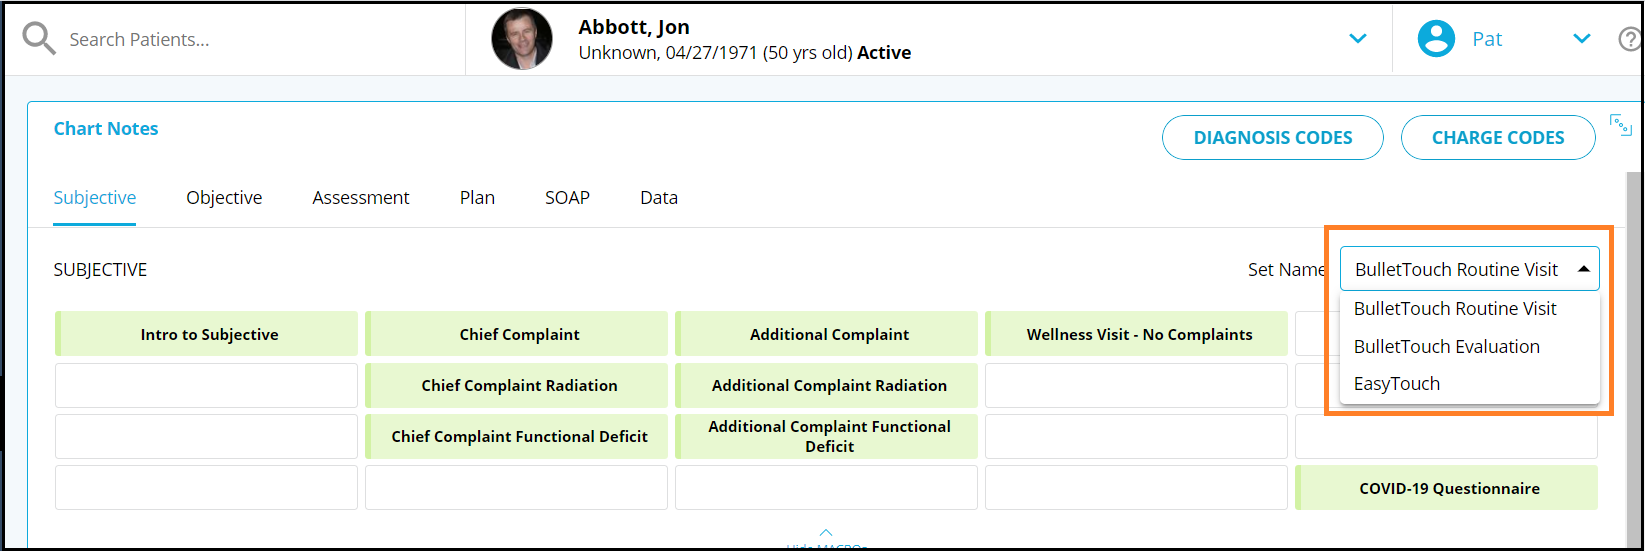 Search Patients...
Abbott, Jon
Unknown, 04/27/1971 (50 yrs old) Active
Pat
Chart Notes
DIAGNOSIS CODES
CHARGE CODES
Subjective
Objective
Assessment
Plan
SOAP
Data
SUBJECTIVE
Set Name
BulletTouch Routine Visit
BulletTouch Routine Visit
BulletTouch Evaluation
EasyTouch
Intro to Subjective
Chief Complaint
Additional Complaint
Wellness Visit - No Complaints
Chief Complaint Radiation
Additional Complaint Radiation
Chief Complaint Functional Deficit
Additional Complaint Functional
Deficit
COVID-19 Questionnaire
Hide MACROs